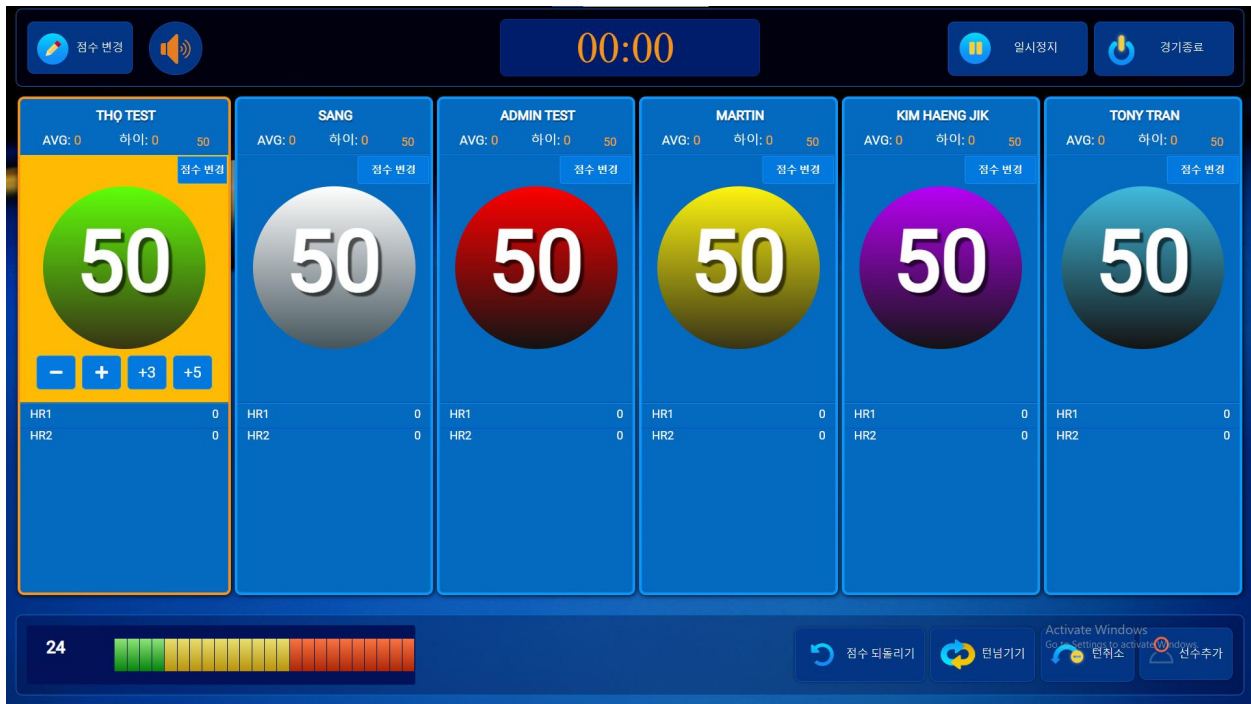 점수 변경
00:00
일시정지
경기종료
THỌ TEST
AVG: 0 하이: 0 50
점수 변경
50
− + +3 +5
HR1 0
HR2 0
SANG
AVG: 0 하이: 0 50
점수 변경
50
HR1 0
HR2 0
ADMIN TEST
AVG: 0 하이: 0 50
점수 변경
50
HR1 0
HR2 0
MARTIN
AVG: 0 하이: 0 50
점수 변경
50
HR1 0
HR2 0
KIM HAENG JIK
AVG: 0 하이: 0 50
점수 변경
50
HR1 0
HR2 0
TONY TRAN
AVG: 0 하이: 0 50
점수 변경
50
HR1 0
HR2 0
24
점수 되돌리기
턴넘기기
턴취소
선수추가
Activate Windows
Go to Settings to activate Windows.